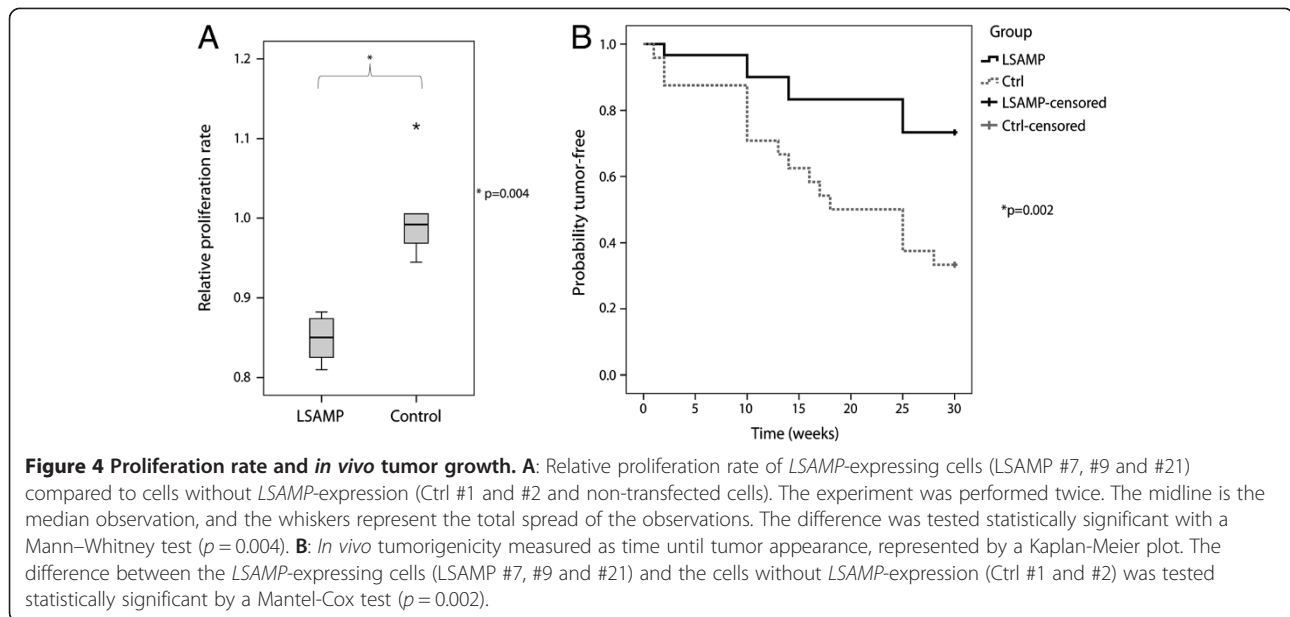 A
*
1.2
1.1
1.0
0.9
0.8
*
* p=0.004
Relative proliferation rate
LSAMP Control
B
1.0
0.8
0.6
0.4
0.2
0.0
Probability tumor-free
0 5 10 15 20 25 30
Time (weeks)
Group
LSAMP
Ctrl
LSAMP-censored
Ctrl-censored
*p=0.002
Figure 4 Proliferation rate and in vivo tumor growth. A: Relative proliferation rate of LSAMP-expressing cells (LSAMP #7, #9 and #21)
compared to cells without LSAMP-expression (Ctrl #1 and #2 and non-transfected cells). The experiment was performed twice. The midline is the
median observation, and the whiskers represent the total spread of the observations. The difference was tested statistically significant with a
Mann–Whitney test (p = 0.004). B: In vivo tumorigenicity measured as time until tumor appearance, represented by a Kaplan-Meier plot. The
difference between the LSAMP-expressing cells (LSAMP #7, #9 and #21) and the cells without LSAMP-expression (Ctrl #1 and #2) was tested
statistically significant by a Mantel-Cox test (p = 0.002).